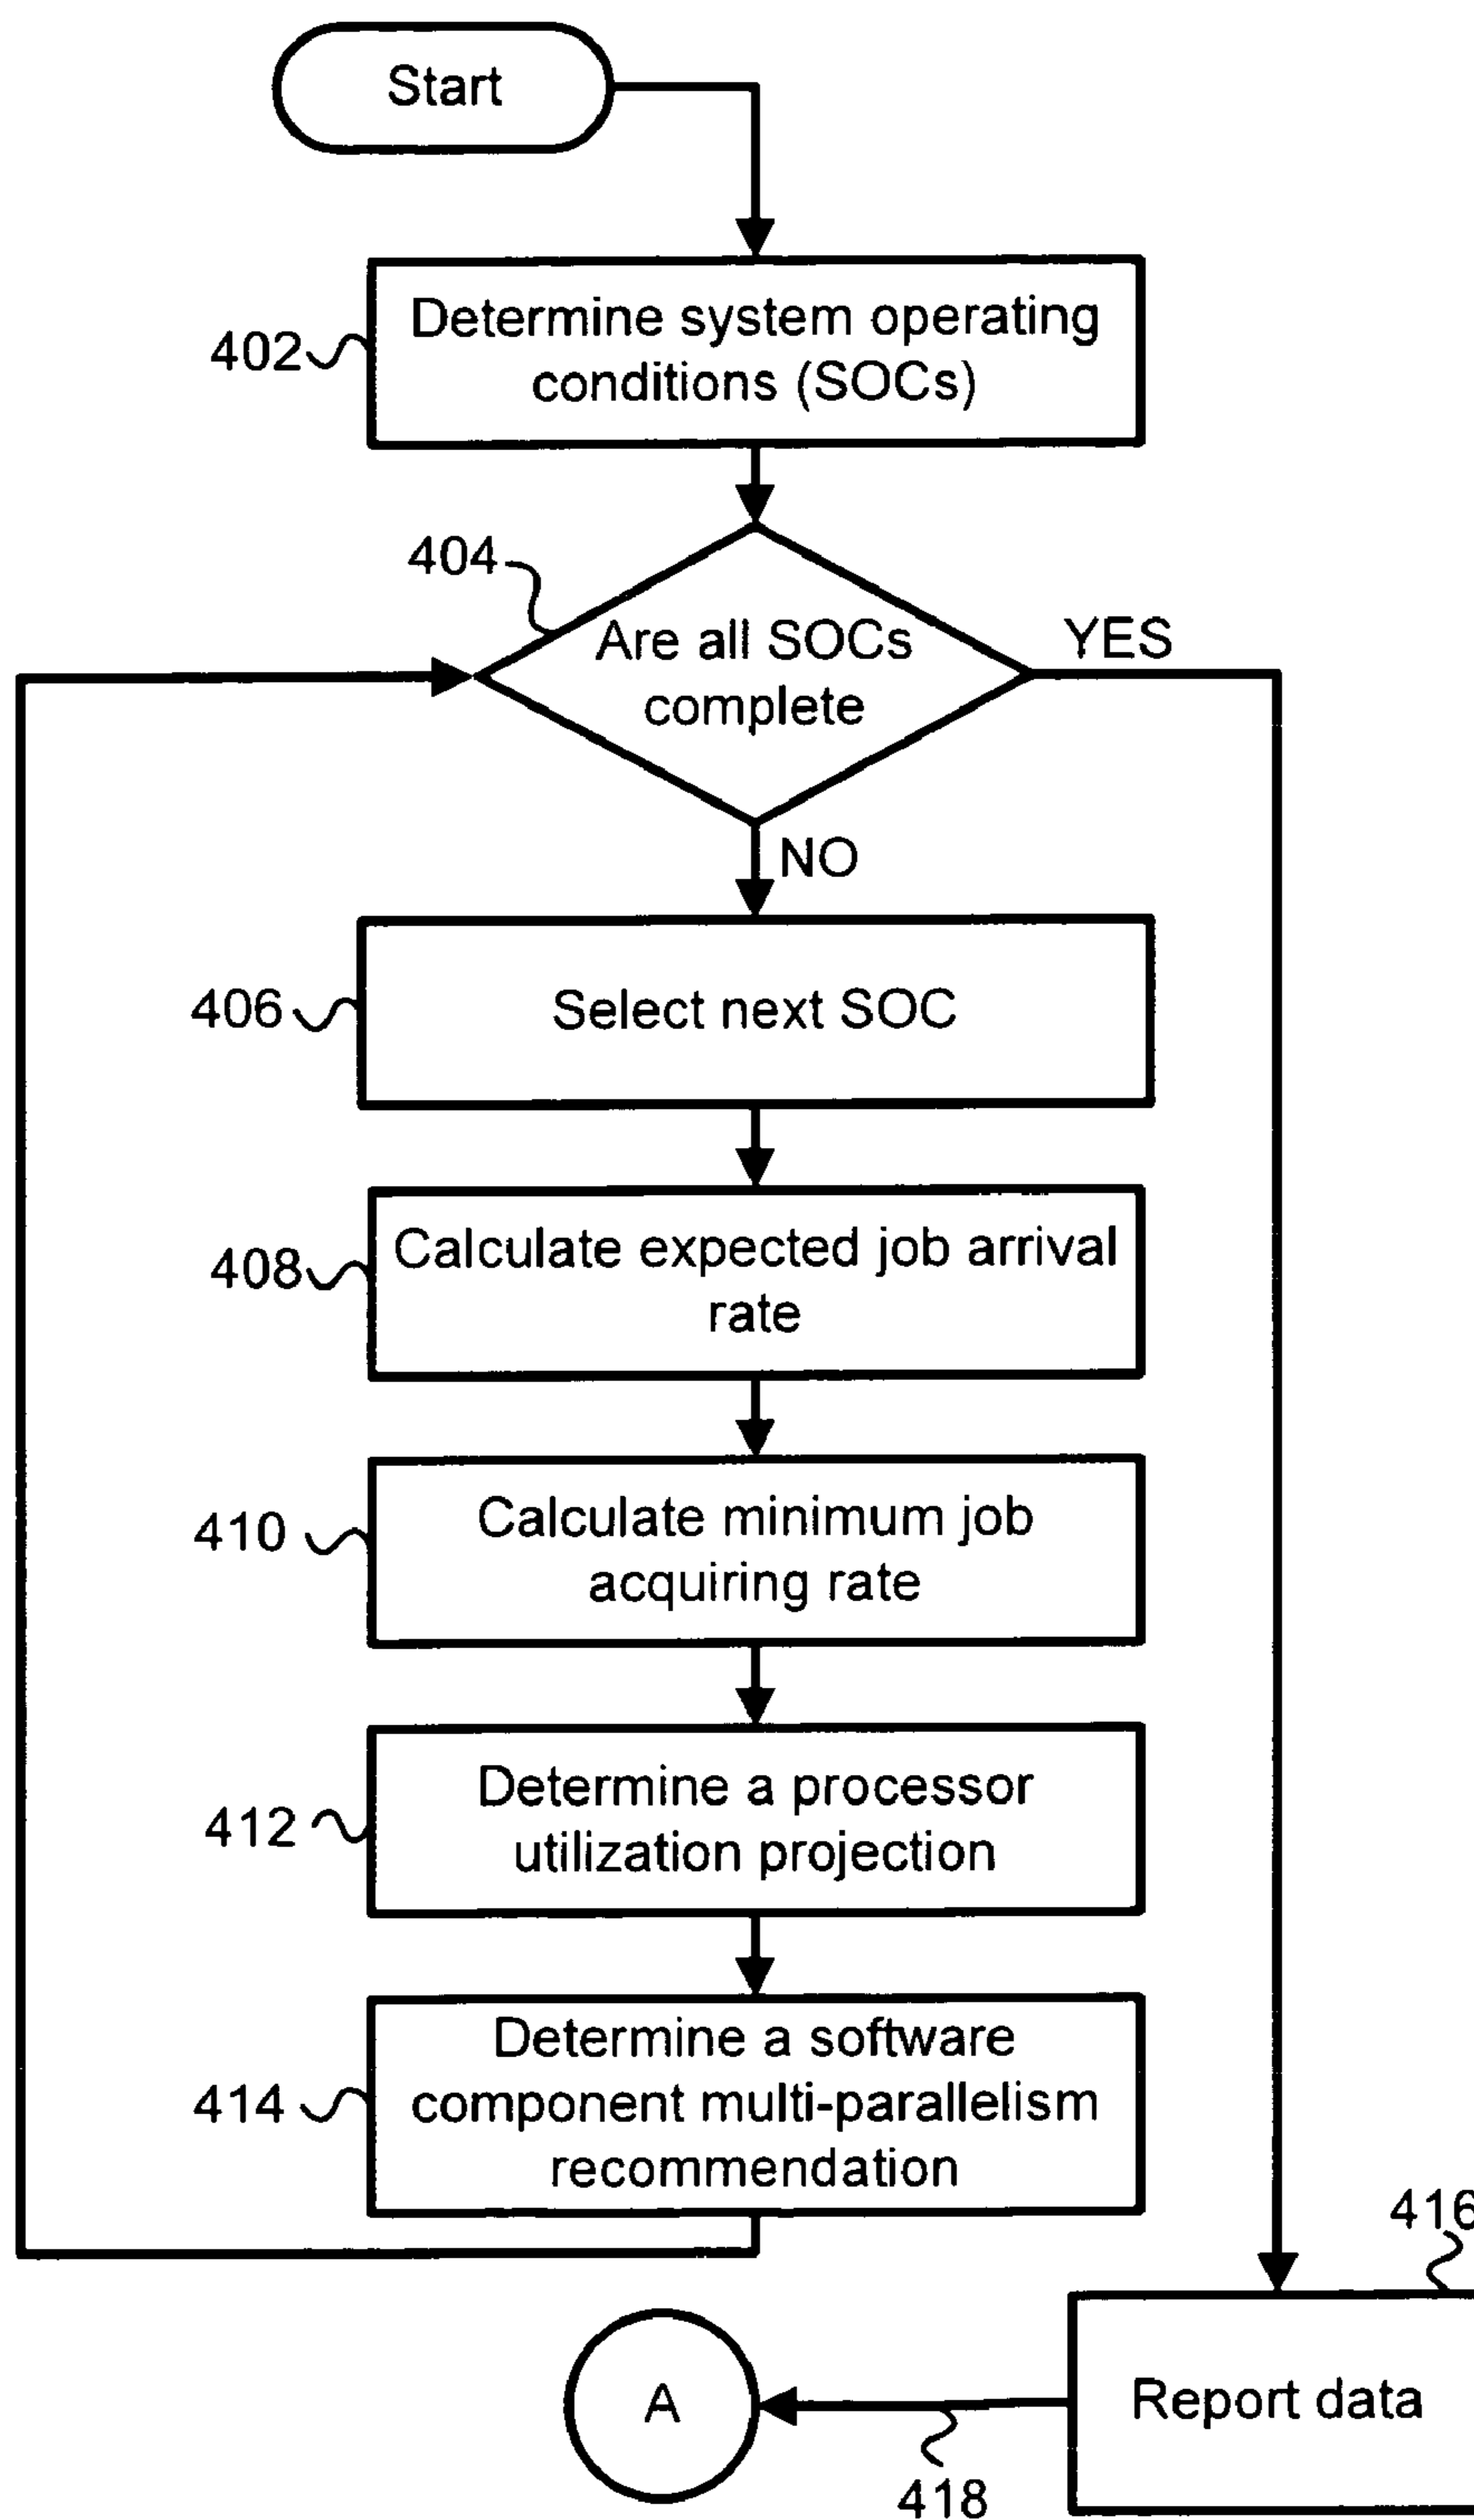 Start
402
Determine system operating
conditions (SOCs)
404
Are all SOCs
complete
YES
NO
406
Select next SOC
408
Calculate expected job arrival
rate
410
Calculate minimum job
acquiring rate
412
Determine a processor
utilization projection
414
Determine a software
component multi-parallelism
recommendation
416
Report data
A
418